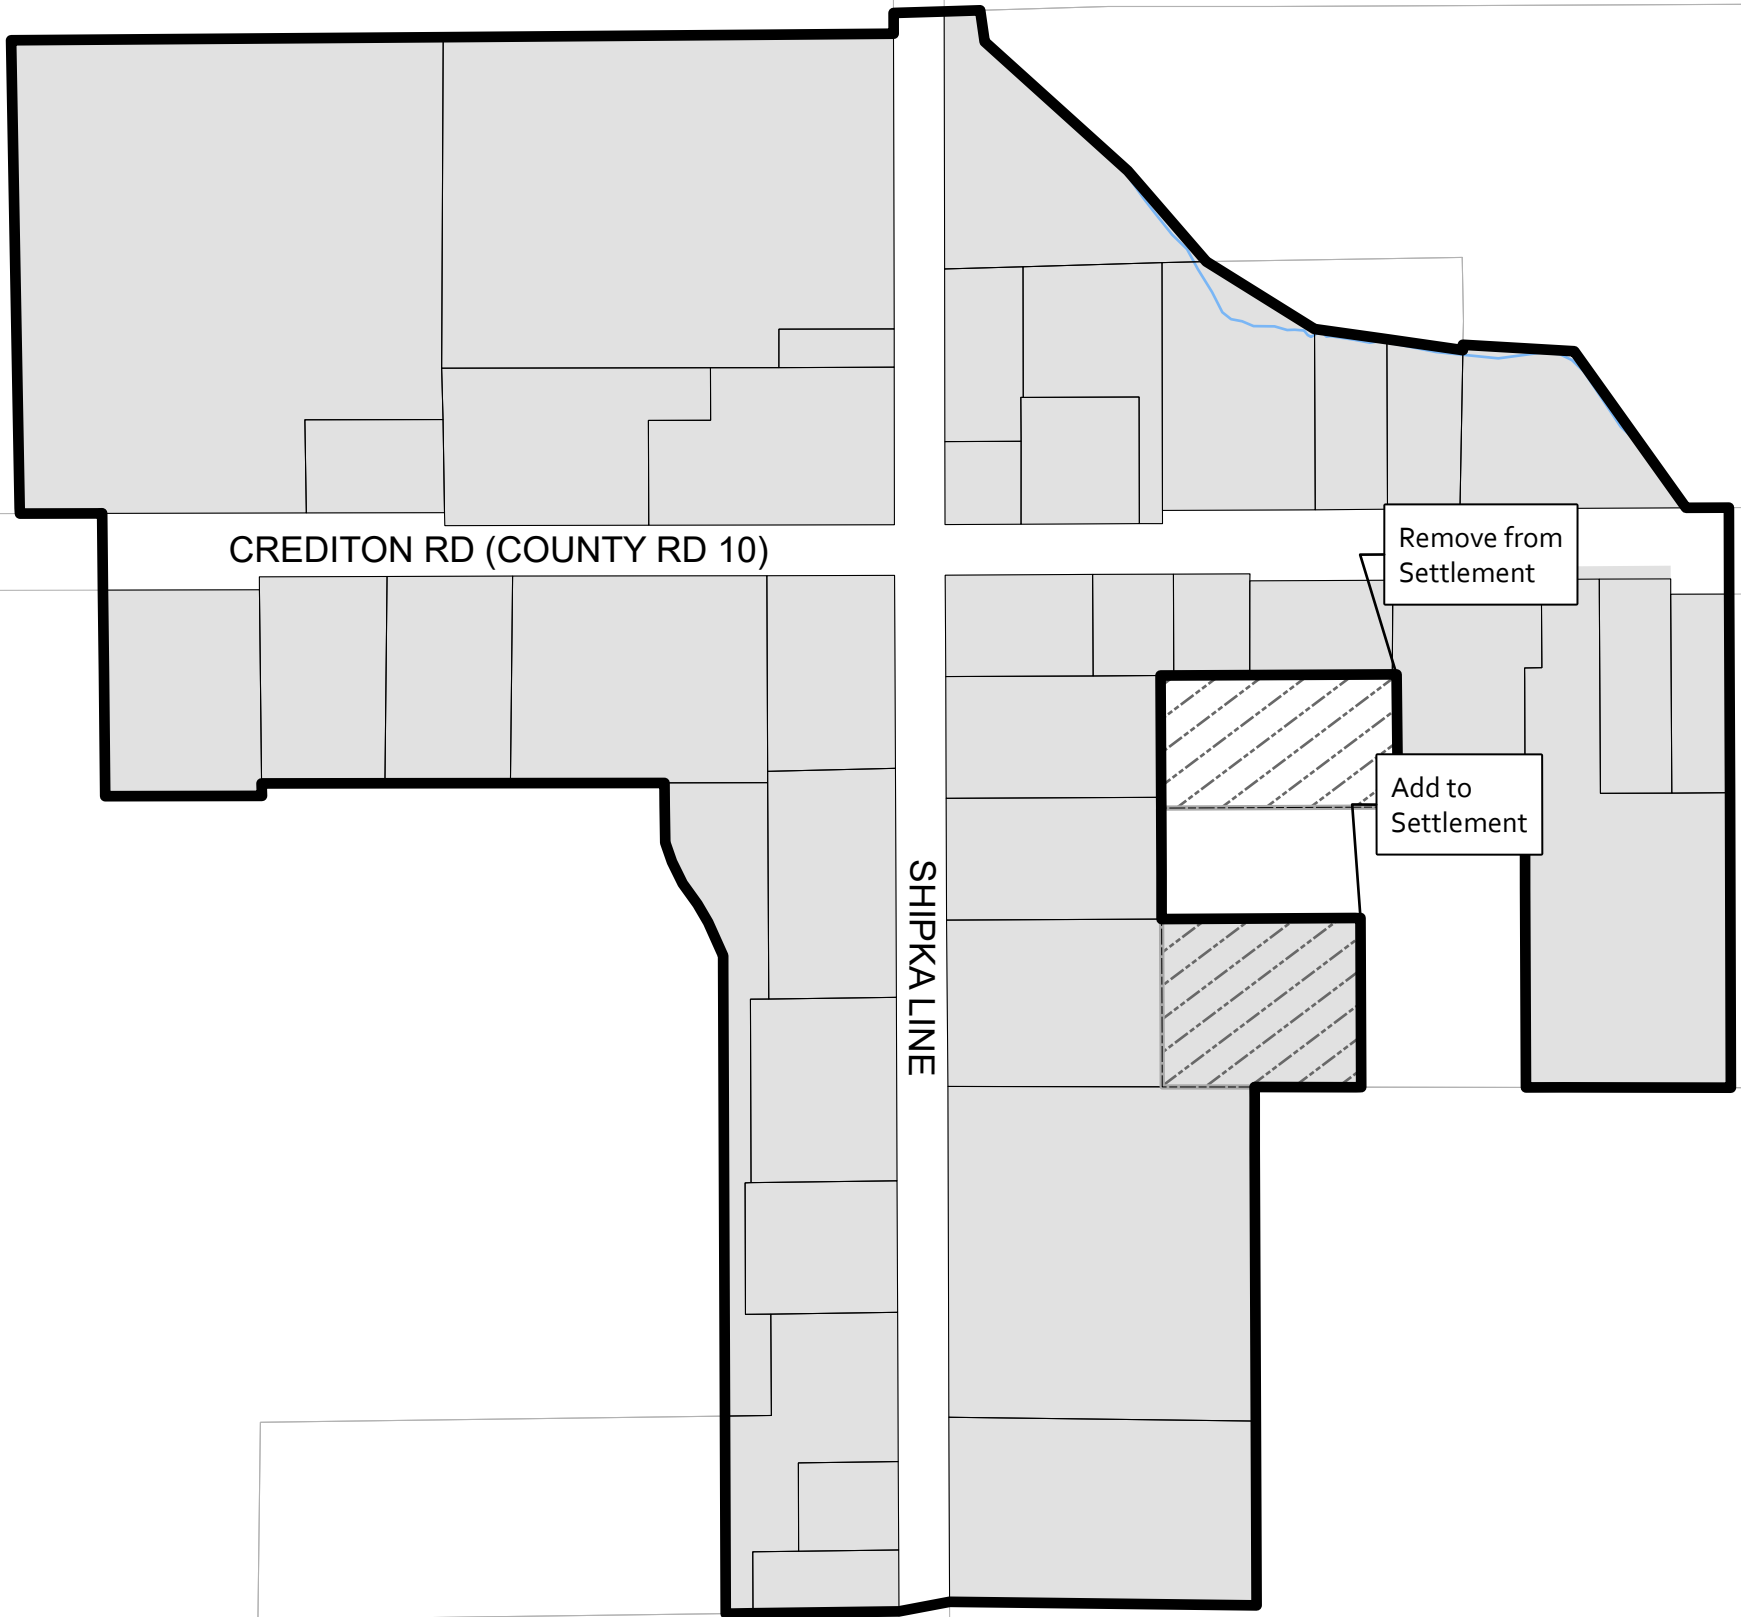 CREDITON RD (COUNTY RD 10)
Remove from
Settlement
Add to
Settlement
SHIPKA LINE